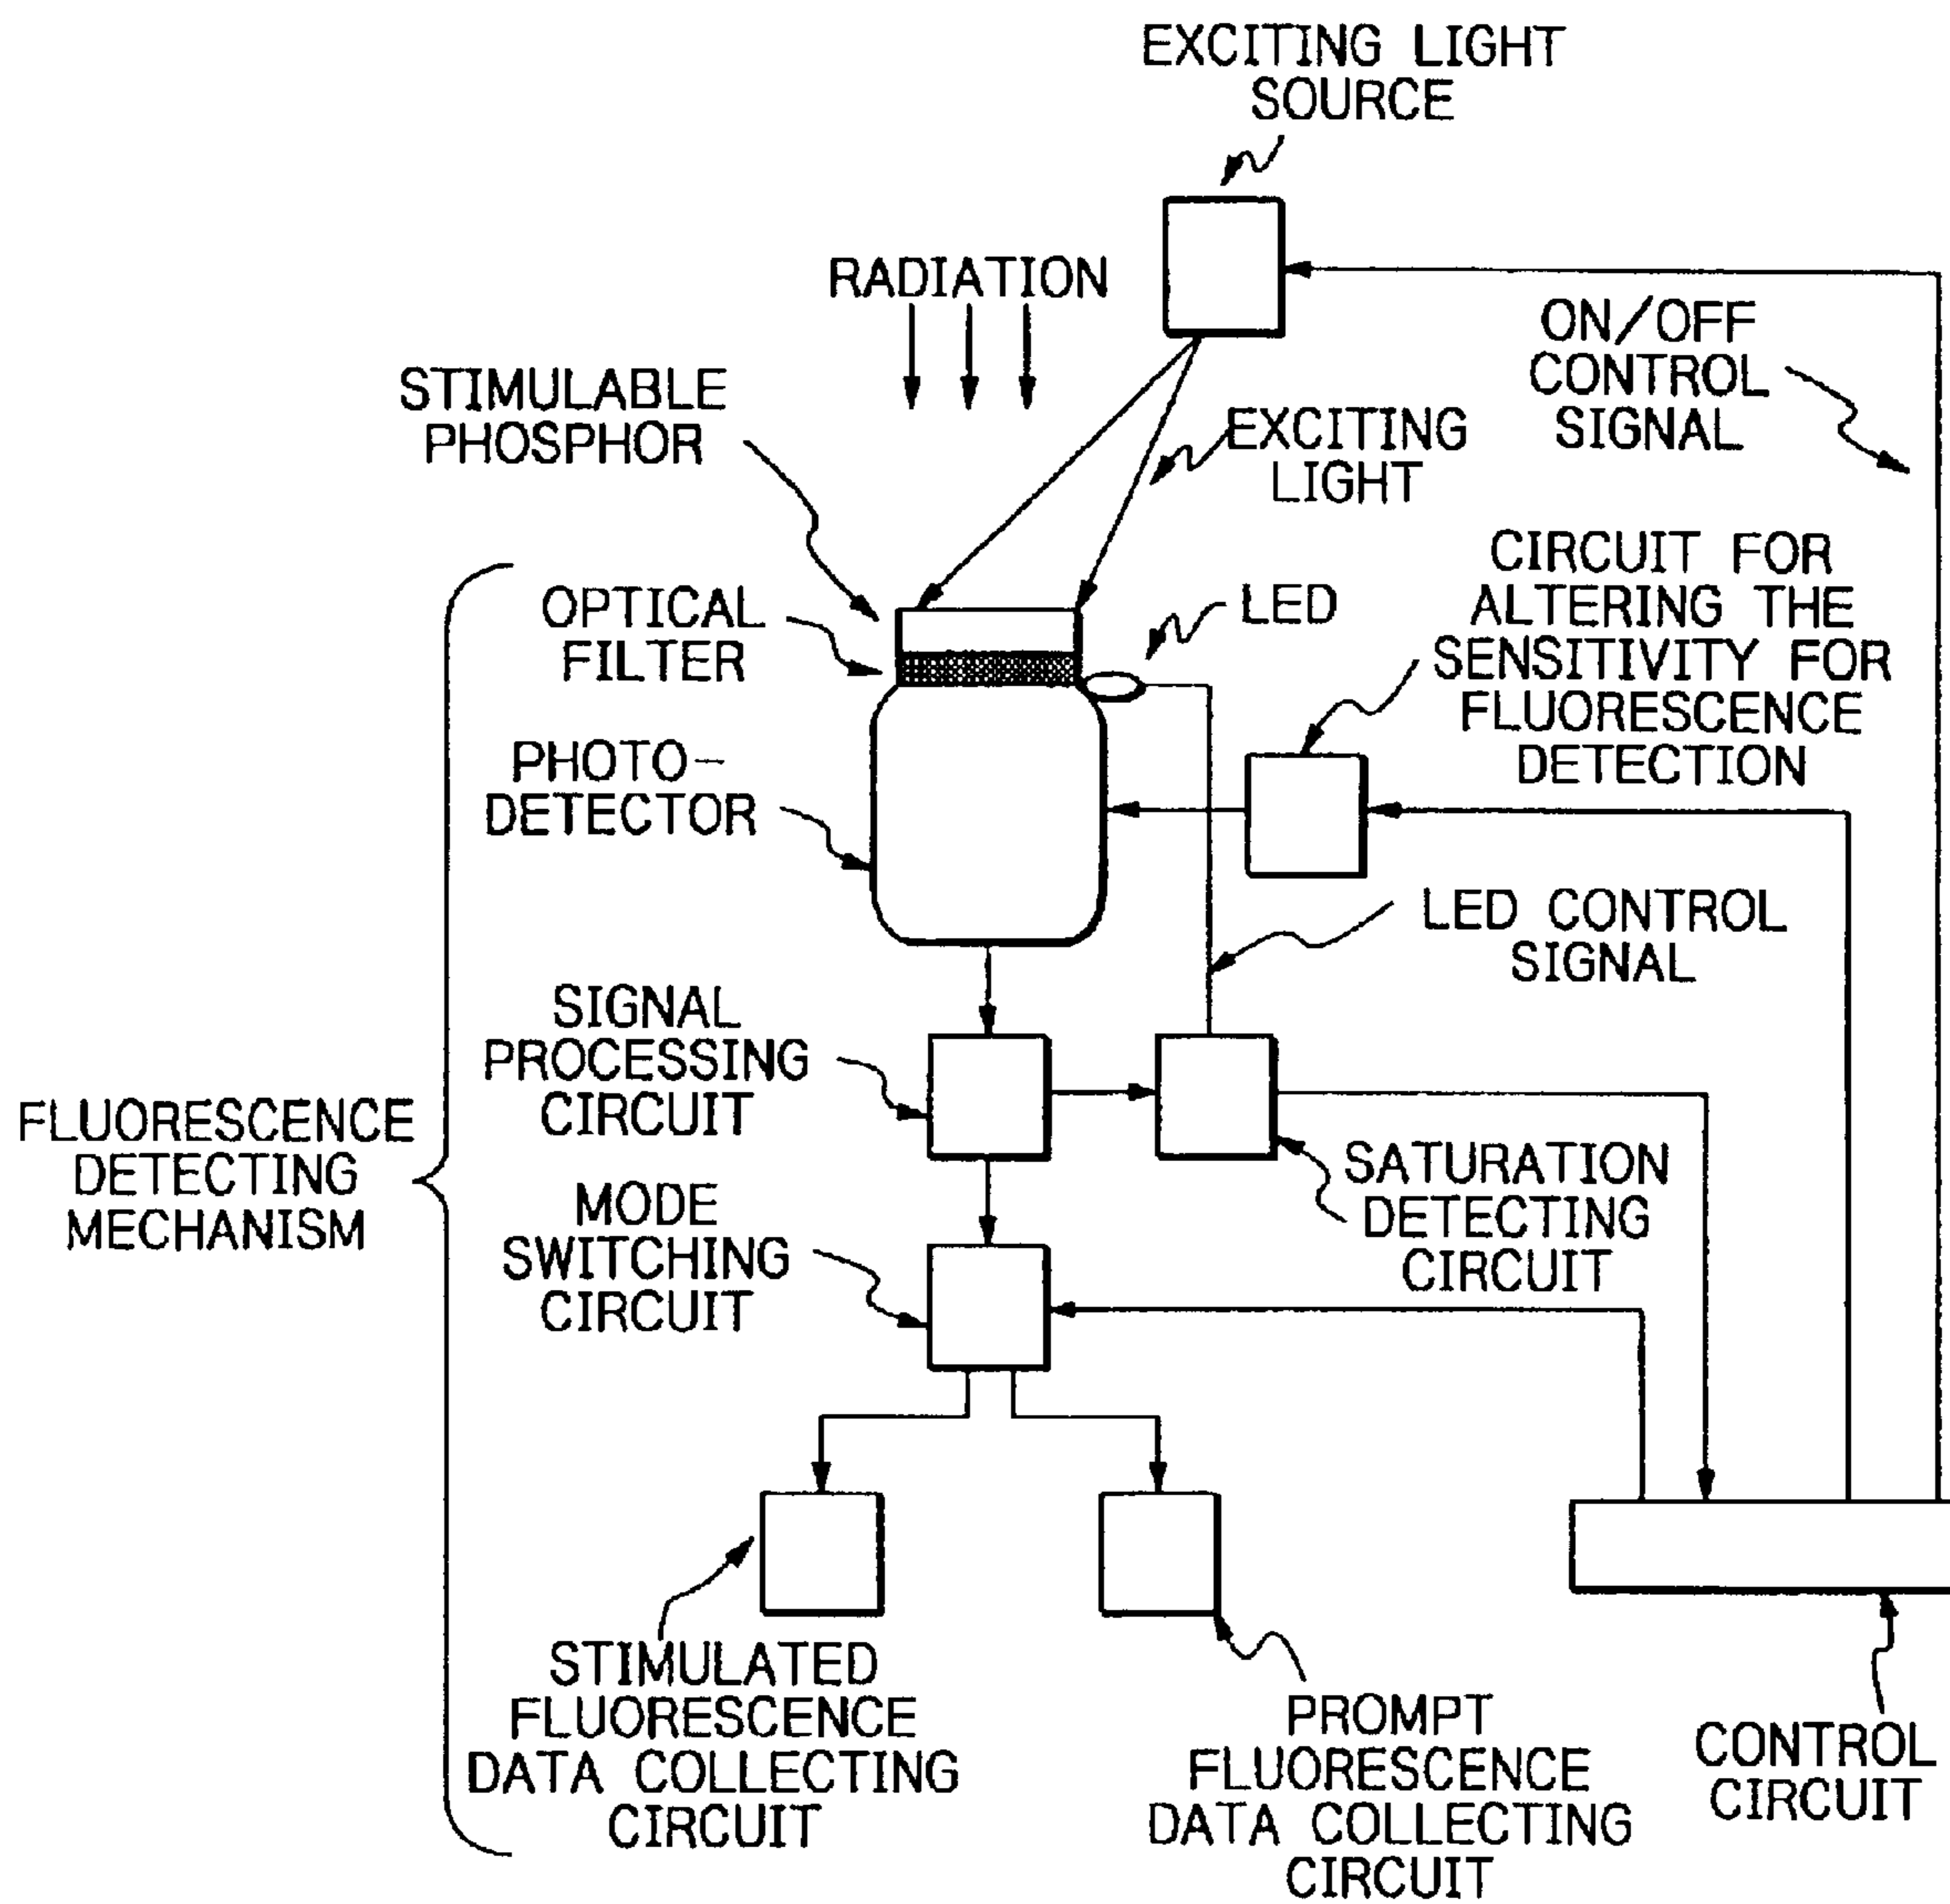 EXCITING LIGHT
SOURCE
RADIATION
ON/OFF
CONTROL
SIGNAL
STIMULABLE
PHOSPHOR
EXCITING
LIGHT
CIRCUIT FOR
ALTERING THE
SENSITIVITY FOR
FLUORESCENCE
DETECTION
OPTICAL
FILTER
LED
PHOTO-
DETECTOR
LED CONTROL
SIGNAL
SIGNAL
PROCESSING
CIRCUIT
FLUORESCENCE
DETECTING
MECHANISM
SATURATION
DETECTING
CIRCUIT
MODE
SWITCHING
CIRCUIT
STIMULATED
FLUORESCENCE
DATA COLLECTING
CIRCUIT
PROMPT
FLUORESCENCE
DATA COLLECTING
CIRCUIT
CONTROL
CIRCUIT